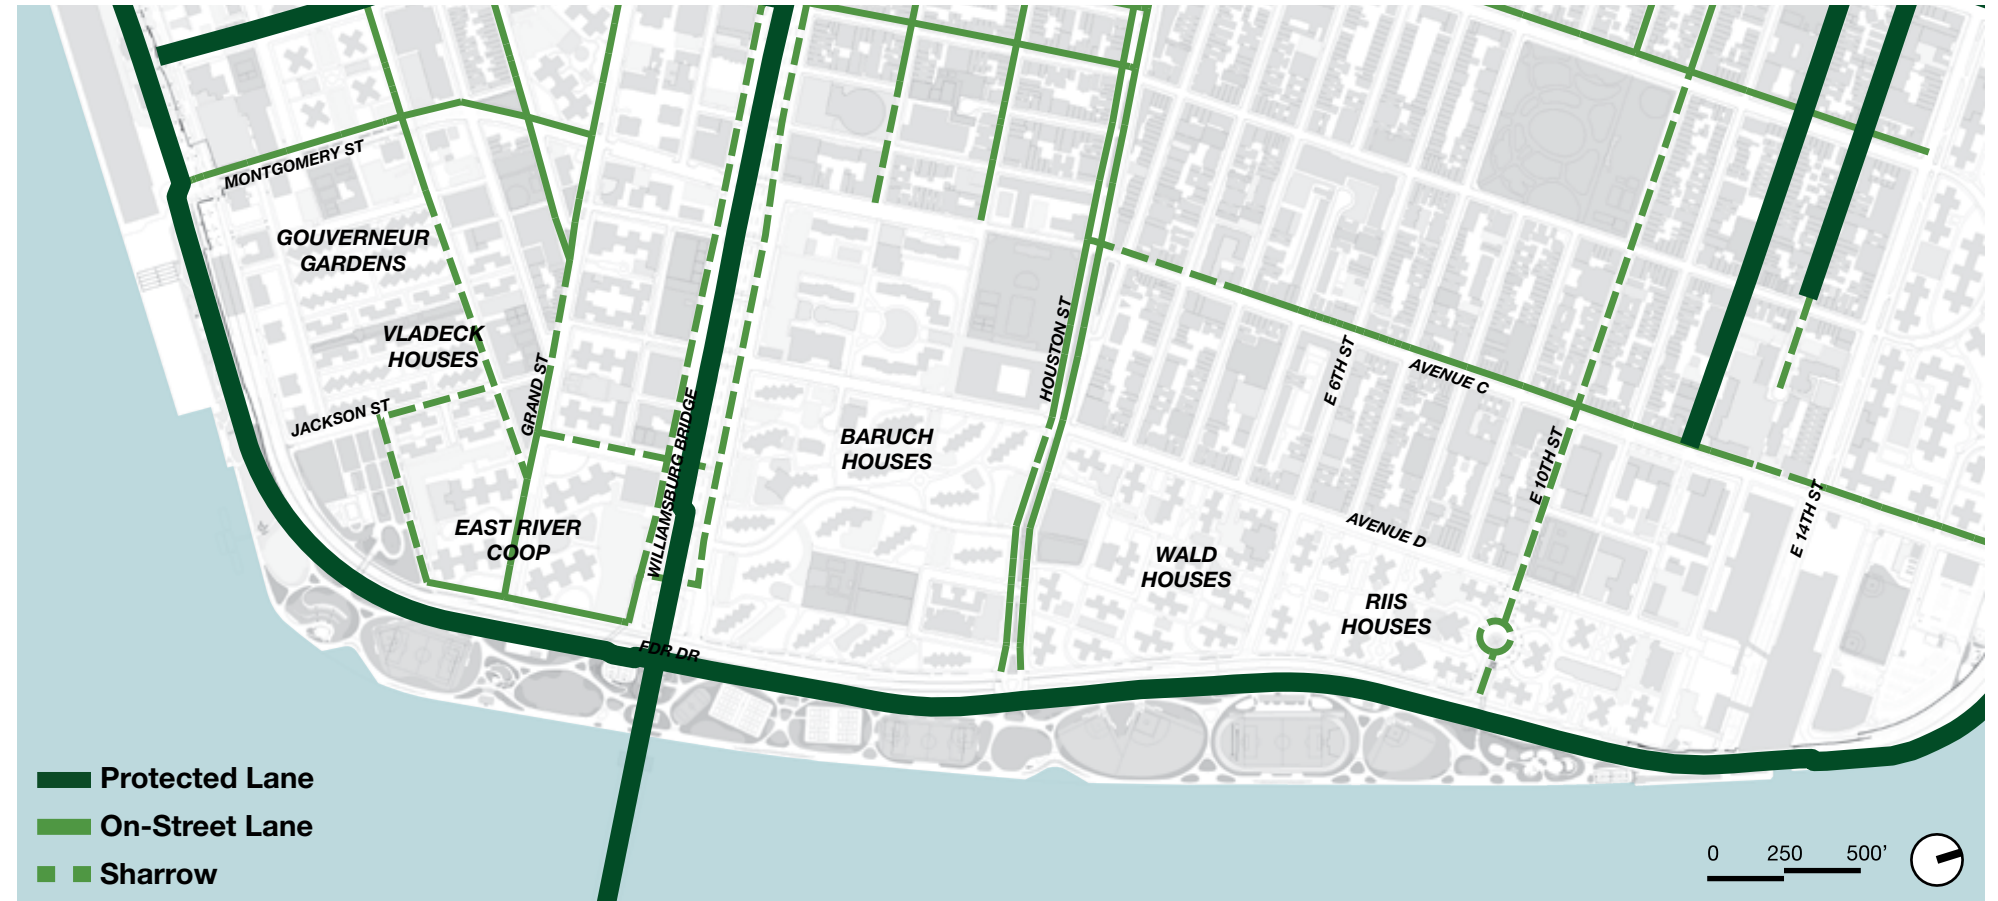 MONTGOMERY ST
GOUVERNEUR
GARDENS
VLADECK
HOUSES
JACKSON ST
GRAND ST
EAST RIVER
COOP
WILLIAMSBURG BRIDGE
FDR DR
BARUCH
HOUSES
HOUSTON ST
WALD
HOUSES
E 6TH ST
AVENUE C
AVENUE D
RIIS
HOUSES
E 10TH ST
E 14TH ST
Protected Lane
On-Street Lane
Sharrow
0 250 500'